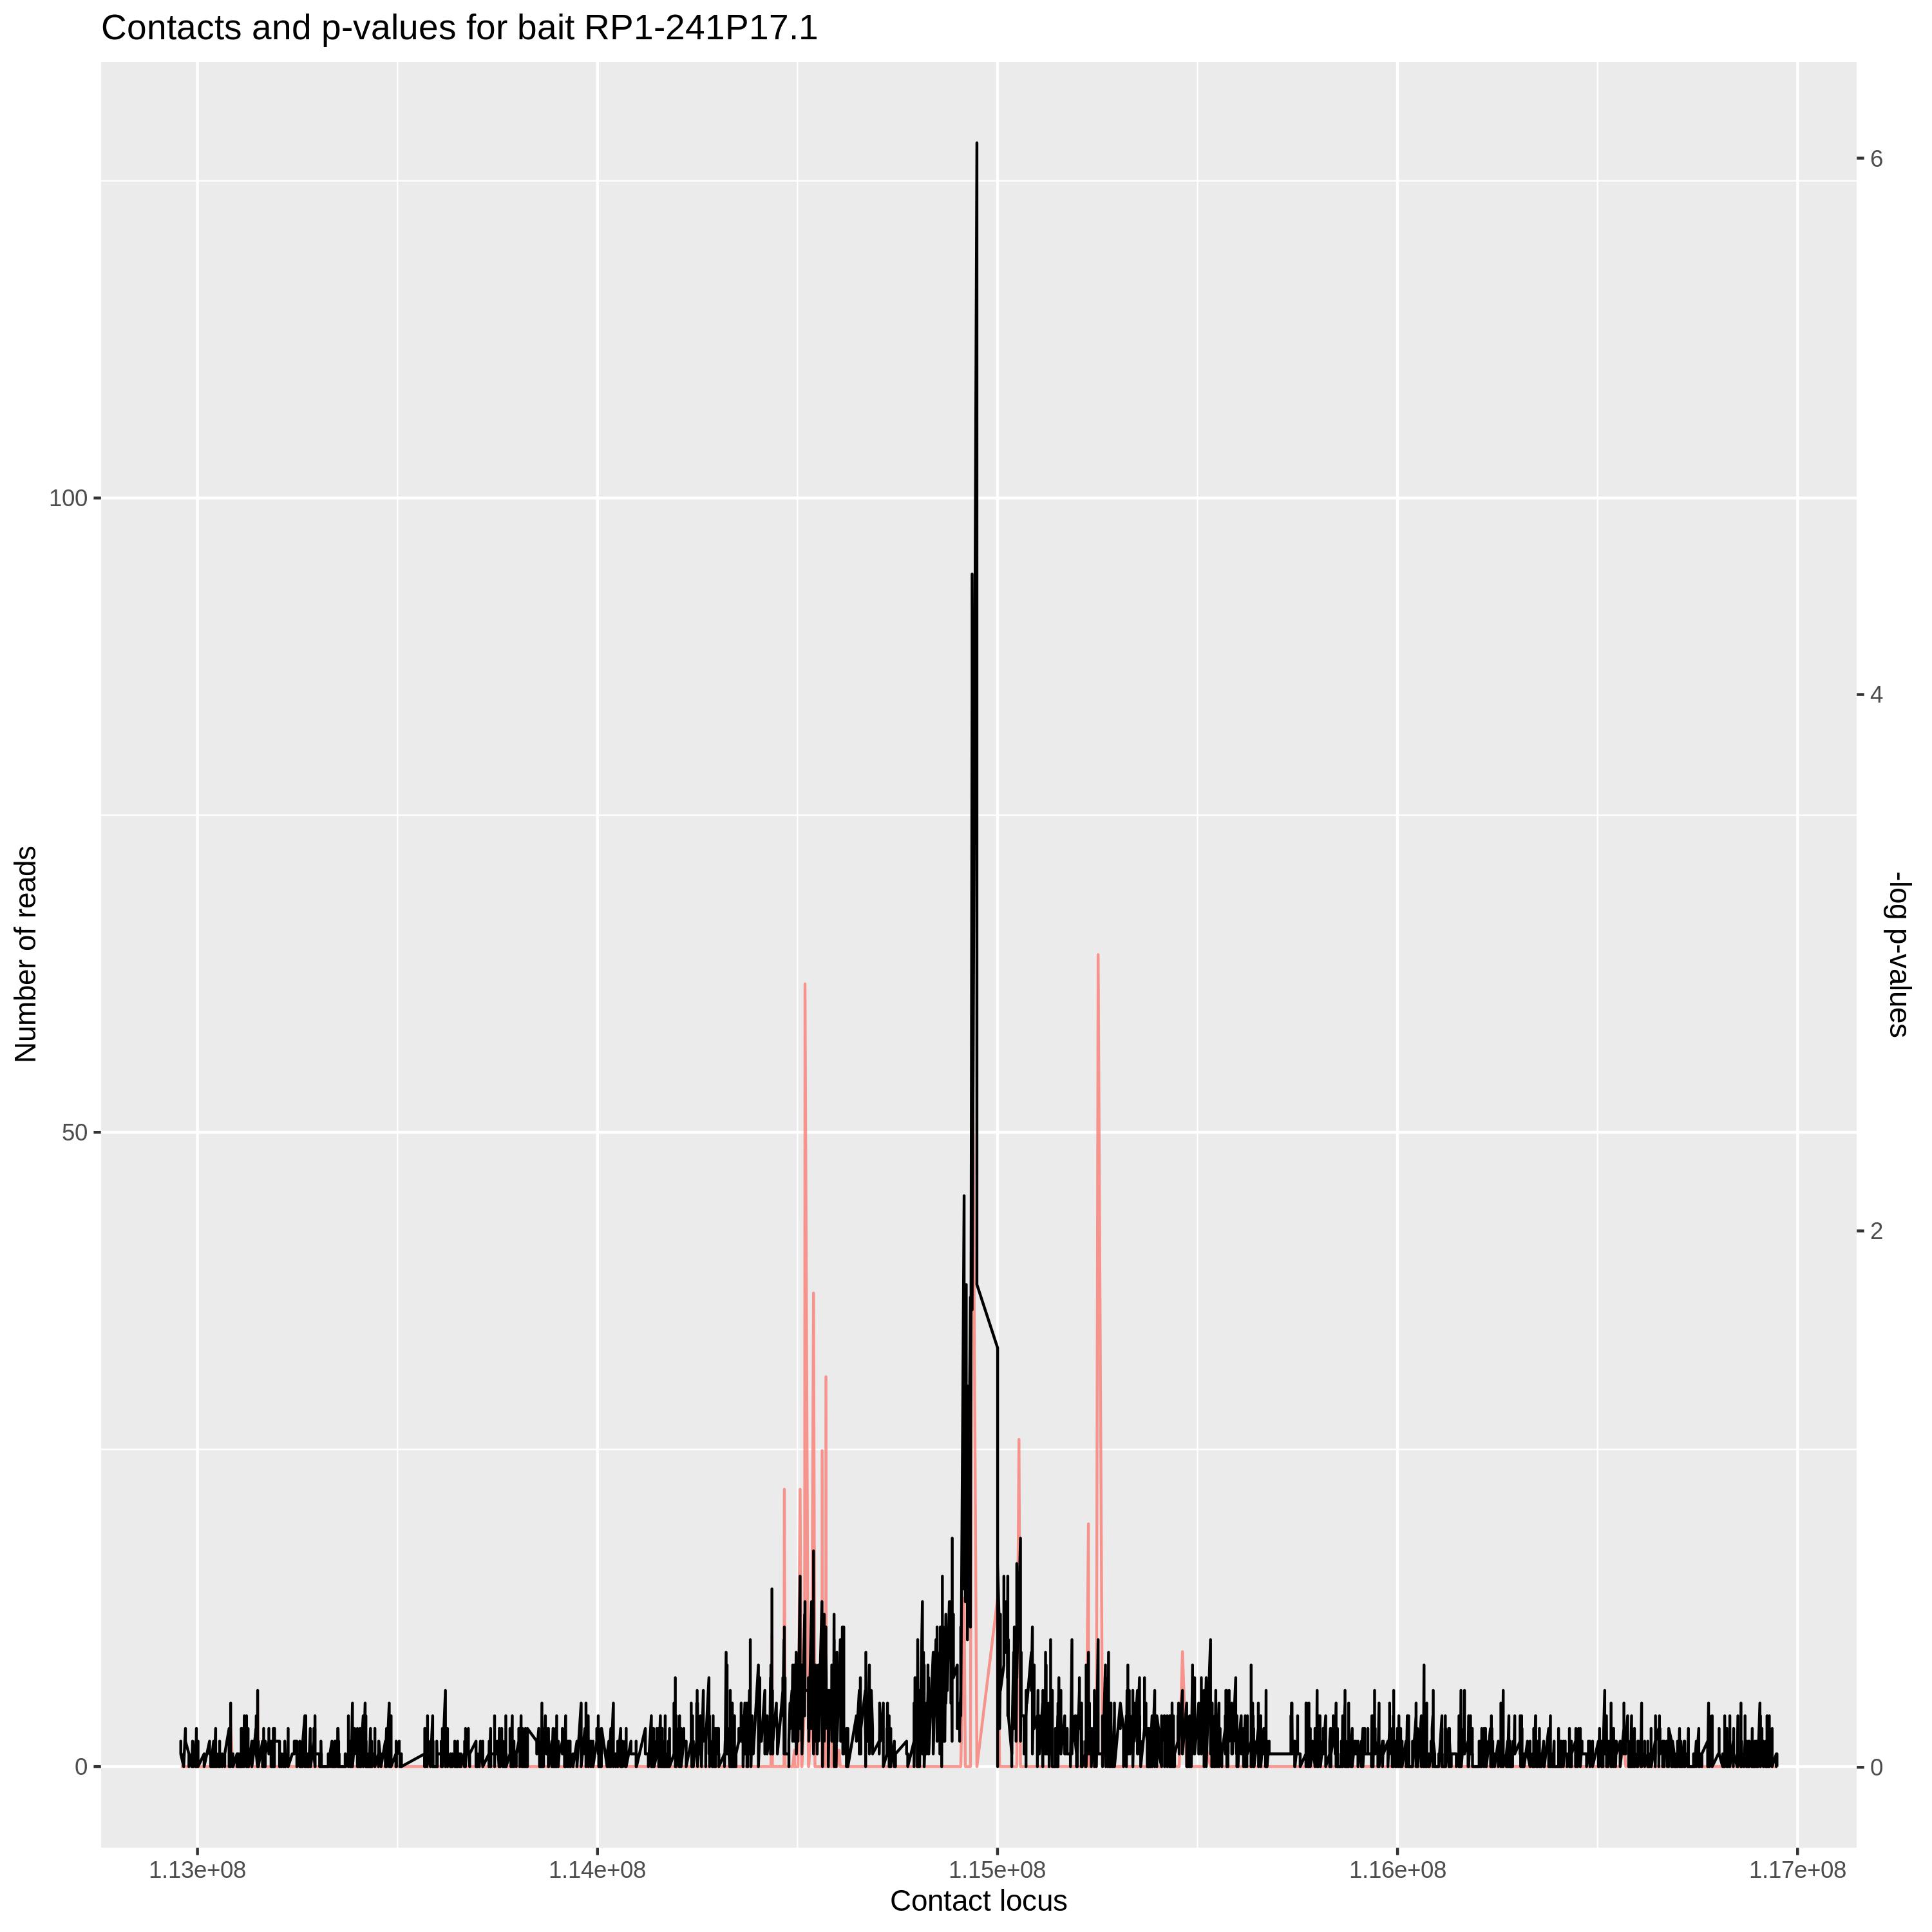 Contacts and p-values for bait RP1-241P17.1
Number of reads
100
50
0
6
4
2
0
-log p-values
1.13e+08
1.14e+08
1.15e+08
1.16e+08
1.17e+08
Contact locus